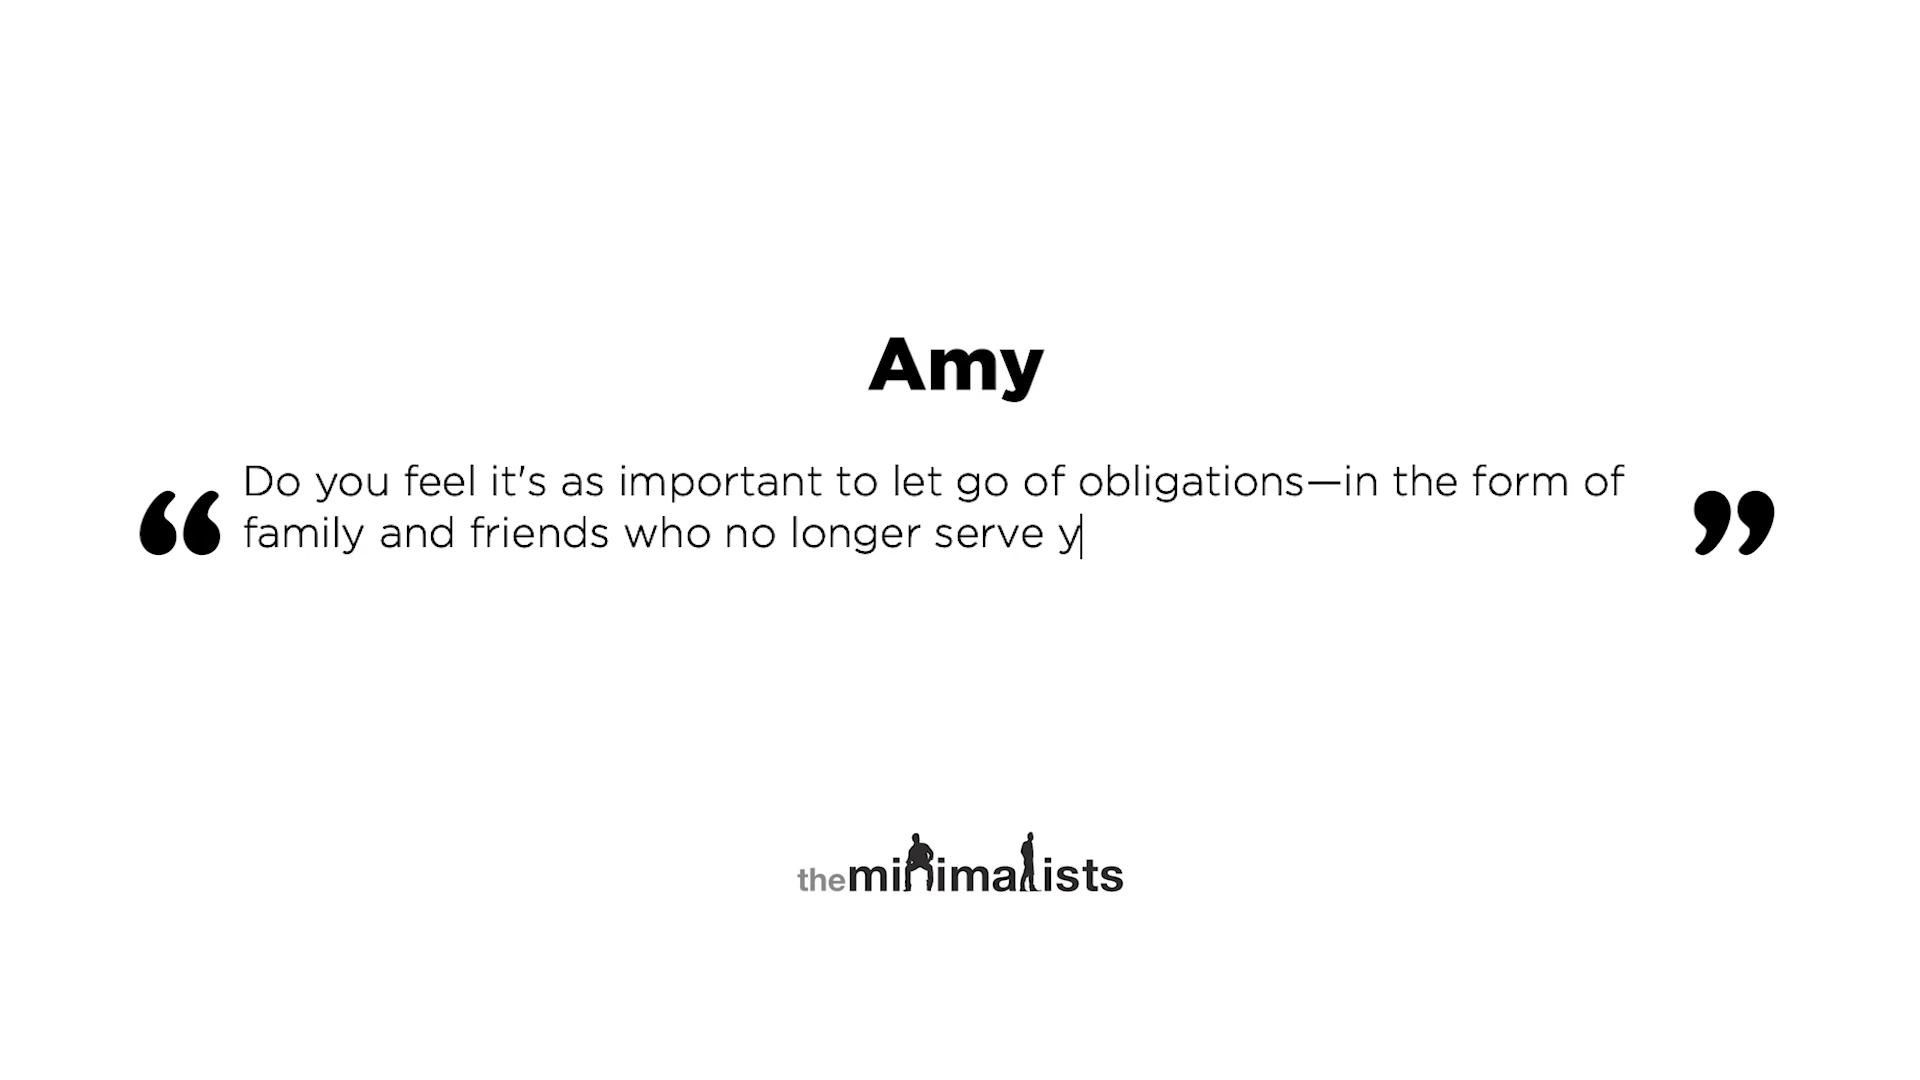 Amy
“Do you feel it's as important to let go of obligations—in the form of
family and friends who no longer serve y”
theminimalists